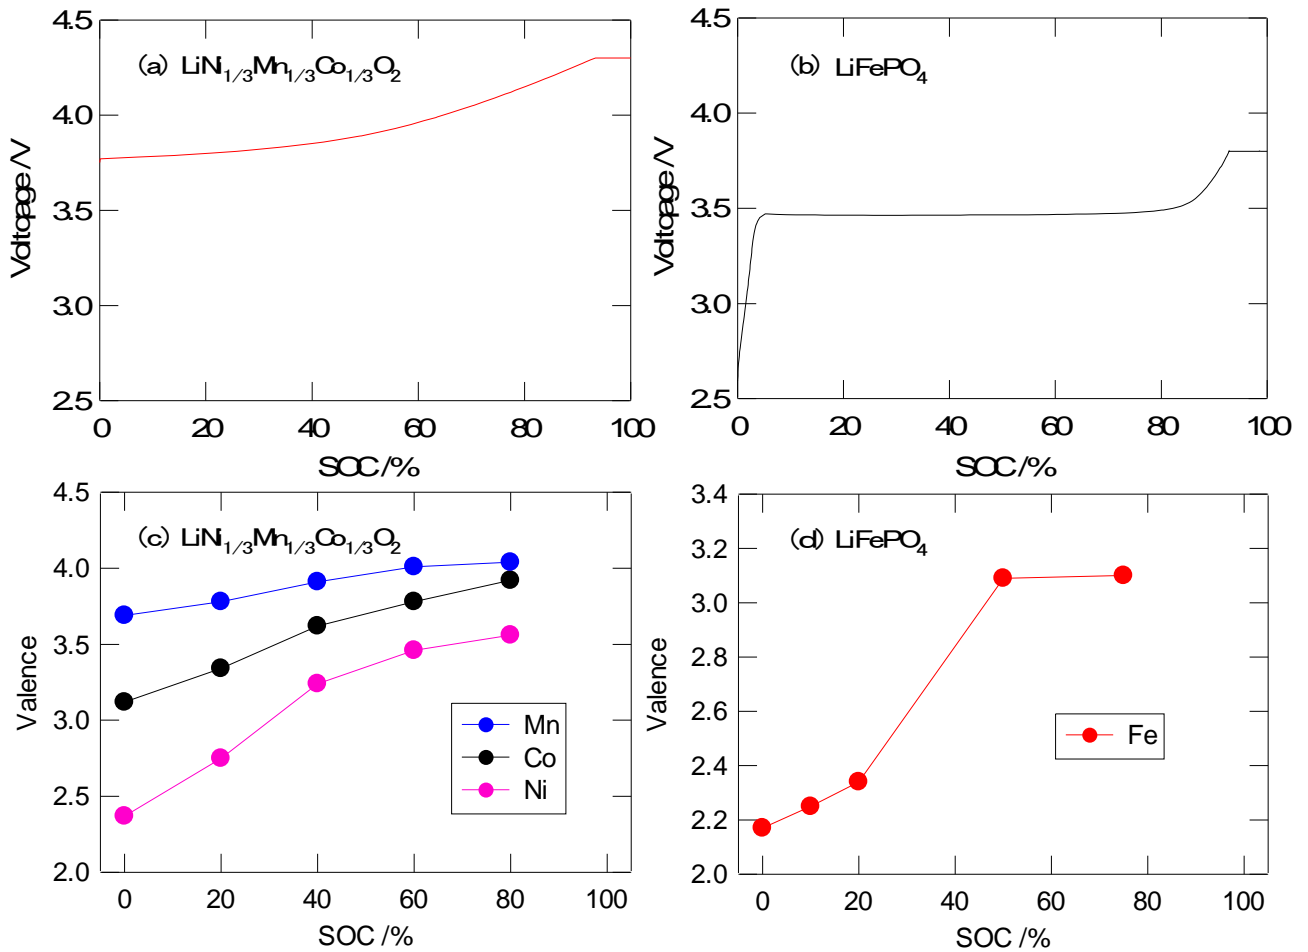 (a) LiNi1/3Mn1/3Co1/3O2
4.5
4.0
3.5
3.0
2.5
Voltopage /V
0 20 40 60 80 100
SOC /%
(b) LiFePO4
4.5
4.0
3.5
3.0
2.5
Voltopage /V
0 20 40 60 80 100
SOC /%
(c) LiNi1/3Mn1/3Co1/3O2
4.5
4.0
3.5
3.0
2.5
2.0
Valence
Mn
Co
Ni
0 20 40 60 80 100
SOC /%
(d) LiFePO4
3.4
3.2
3.0
2.8
2.6
2.4
2.2
2.0
Valence
Fe
0 20 40 60 80 100
SOC /%